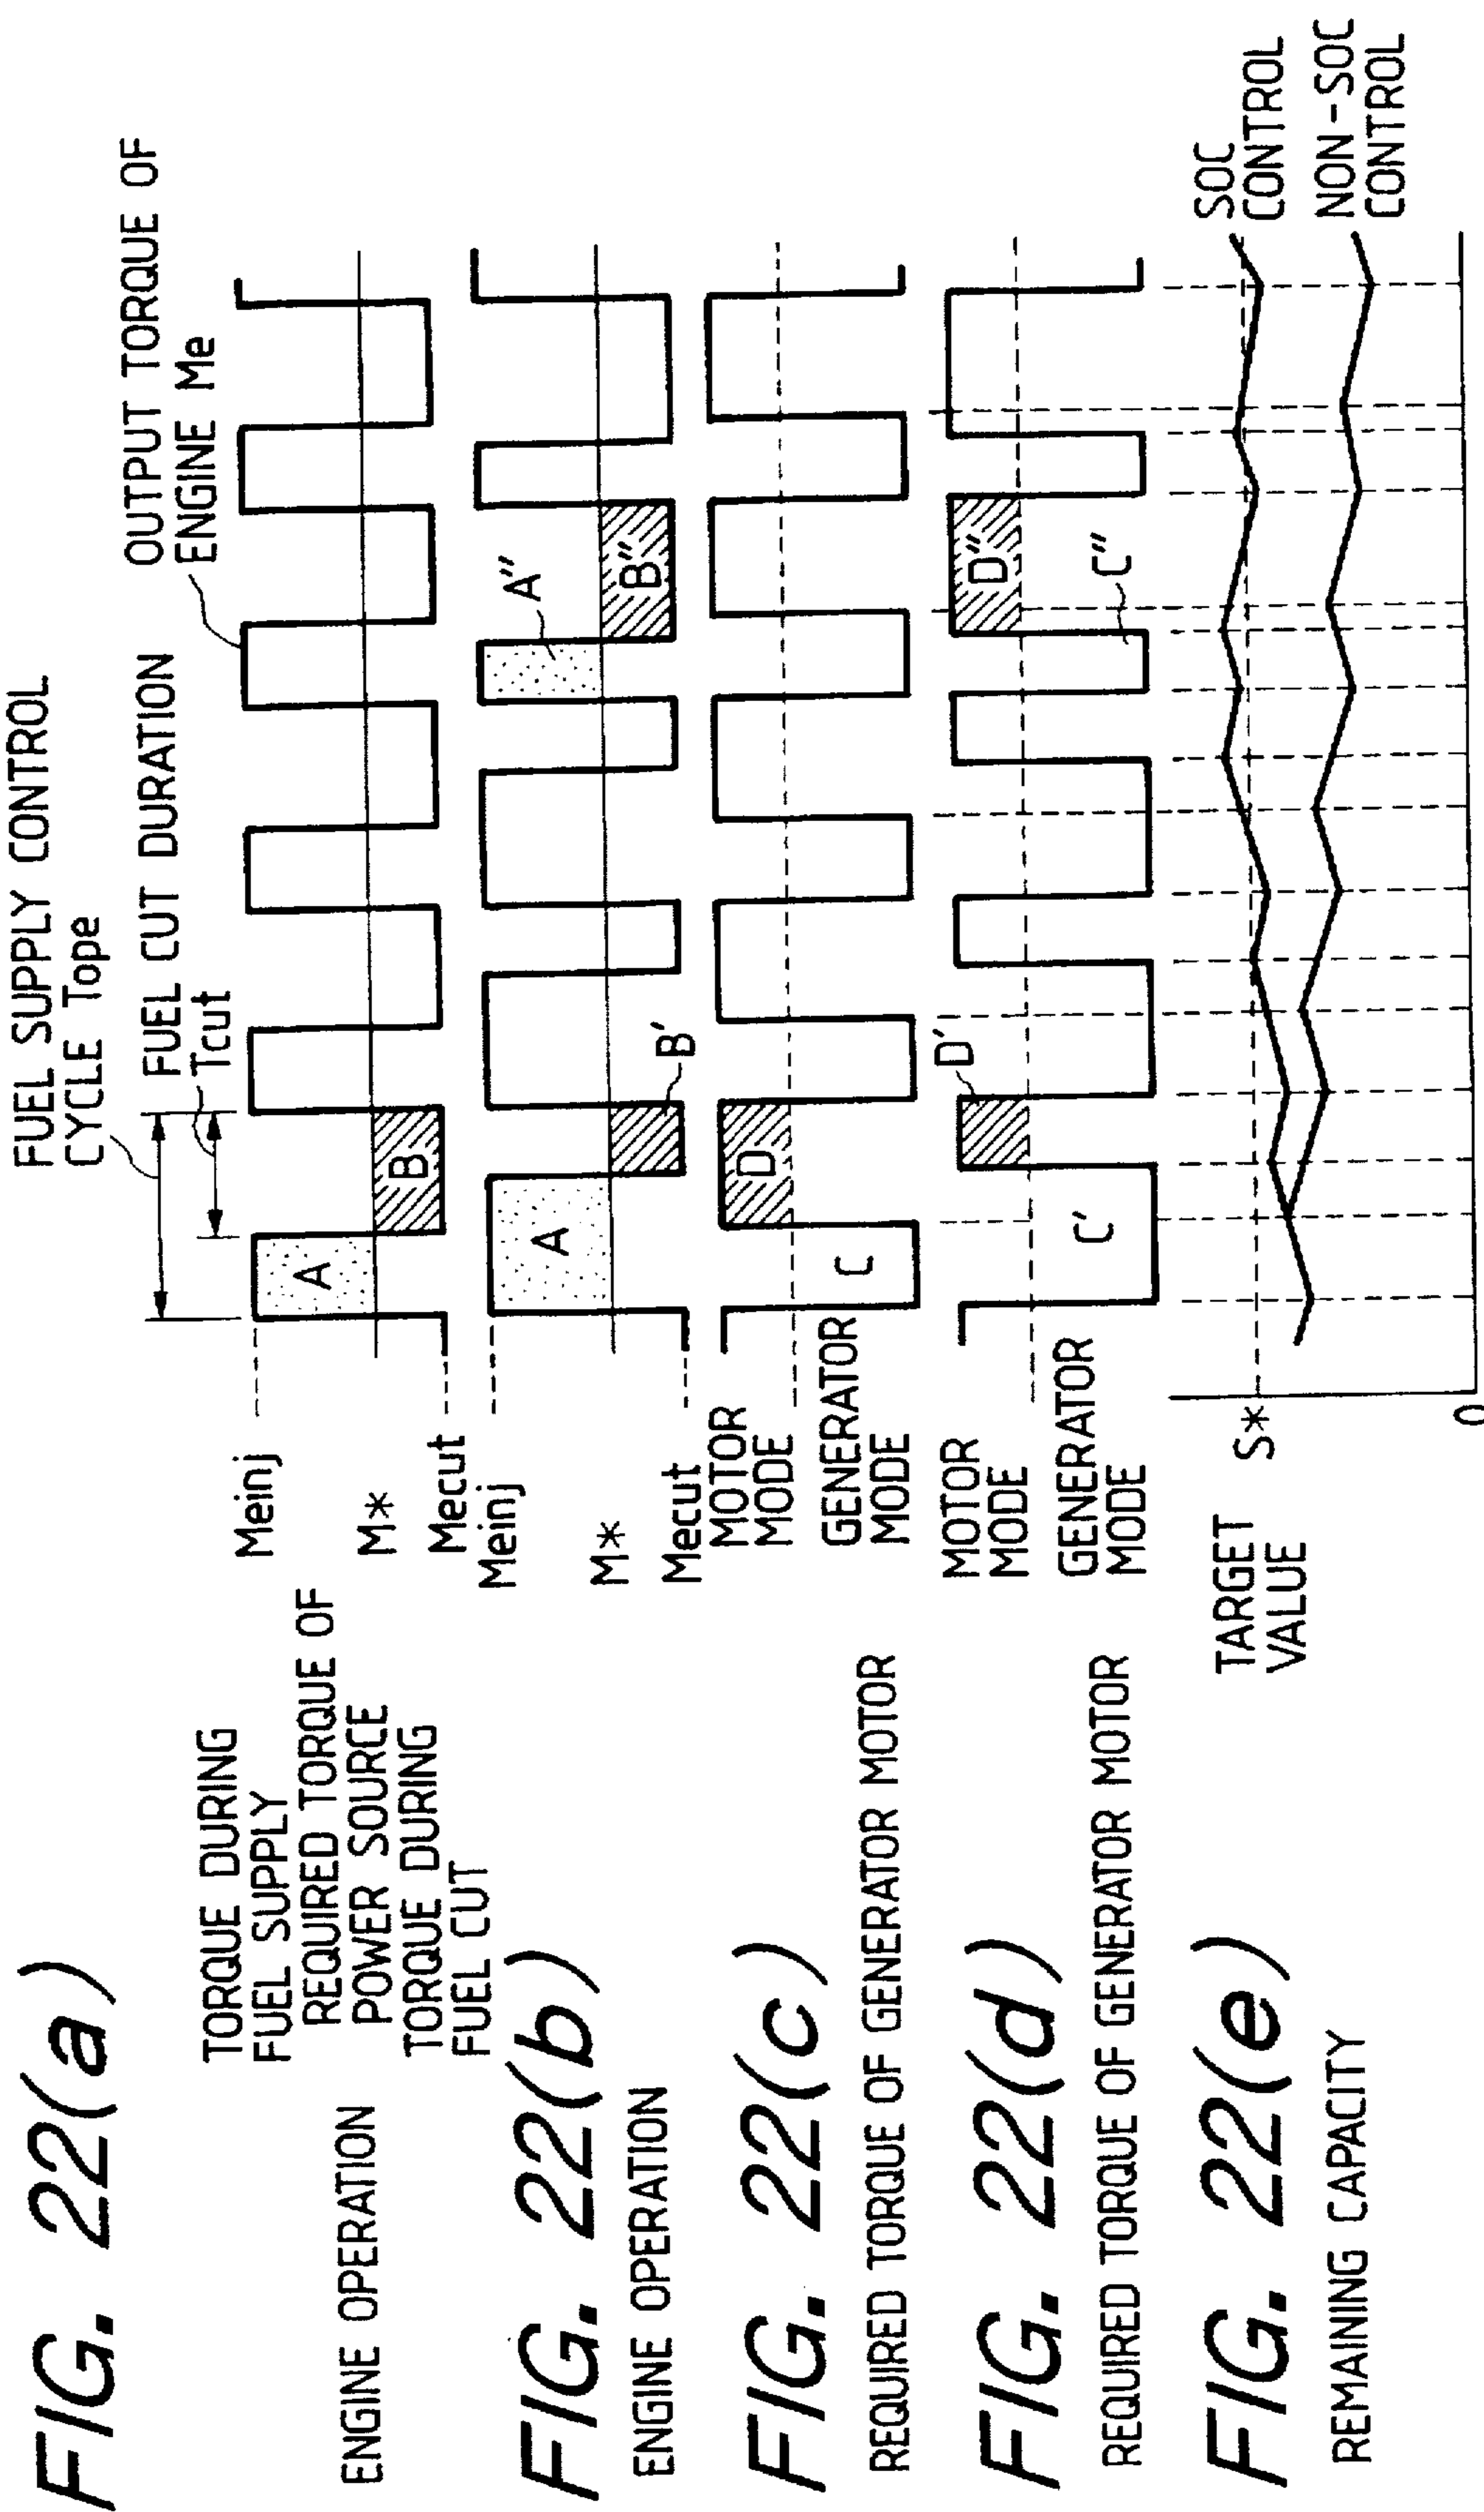 FIG. 22(a)
FUEL SUPPLY CONTROL
CYCLE Tope
FUEL CUT DURATION
Tcut
OUTPUT TORQUE OF
ENGINE Me
TORQUE DURING
FUEL SUPPLY
Meinj
REQUIRED TORQUE OF
POWER SOURCE
M*
TORQUE DURING
FUEL CUT
Mecut
ENGINE OPERATION
A
B
FIG. 22(b)
ENGINE OPERATION
Meinj
M*
Mecut
A
B'
A"
B"
FIG. 22(c)
REQUIRED TORQUE OF GENERATOR MOTOR
MOTOR
MODE
GENERATOR
MODE
C
D
FIG. 22(d)
REQUIRED TORQUE OF GENERATOR MOTOR
MOTOR
MODE
GENERATOR
MODE
C'
D'
D"
C"
FIG. 22(e)
REMAINING CAPACITY
TARGET
VALUE
S*
0
SOC
CONTROL
NON-SOC
CONTROL